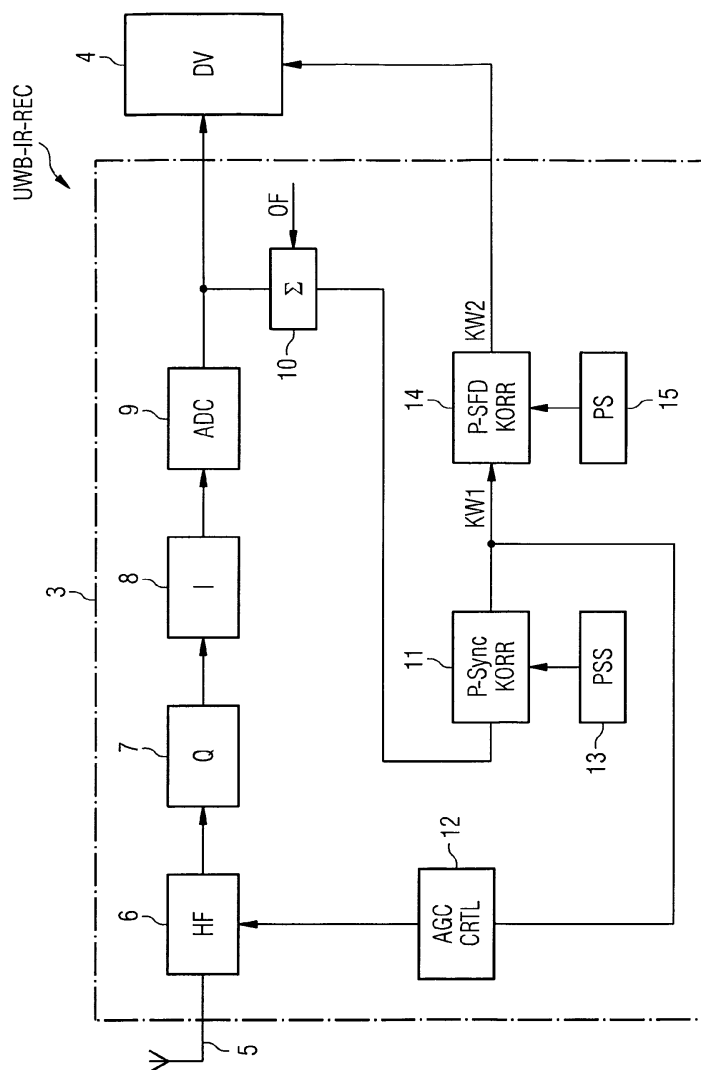 UWB-IR-REC
3
4
DV
6
HF
7
Q
8
I
9
ADC
5
Σ
10
OF
12
AGC
CRTL
11
P-Sync
KORR
KW1
14
P-SFD
KORR
KW2
PSS
13
PS
15